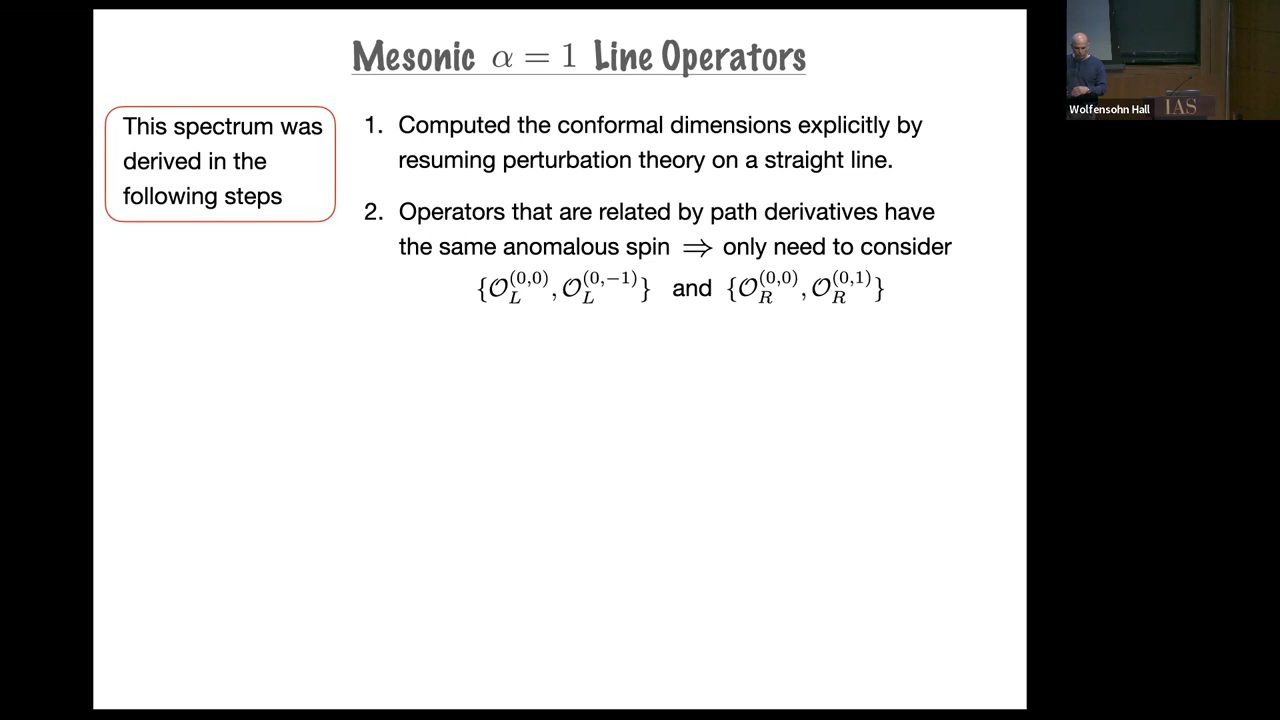 Mesonic α = 1 Line Operators
This spectrum was
derived in the
following steps
1. Computed the conformal dimensions explicitly by
resuming perturbation theory on a straight line.
2. Operators that are related by path derivatives have
the same anomalous spin ⟹ only need to consider
{𝒪_L^{(0,0)}, 𝒪_L^{(0,−1)}} and {𝒪_R^{(0,0)}, 𝒪_R^{(0,1)}}
Wolfensohn Hall
IAS